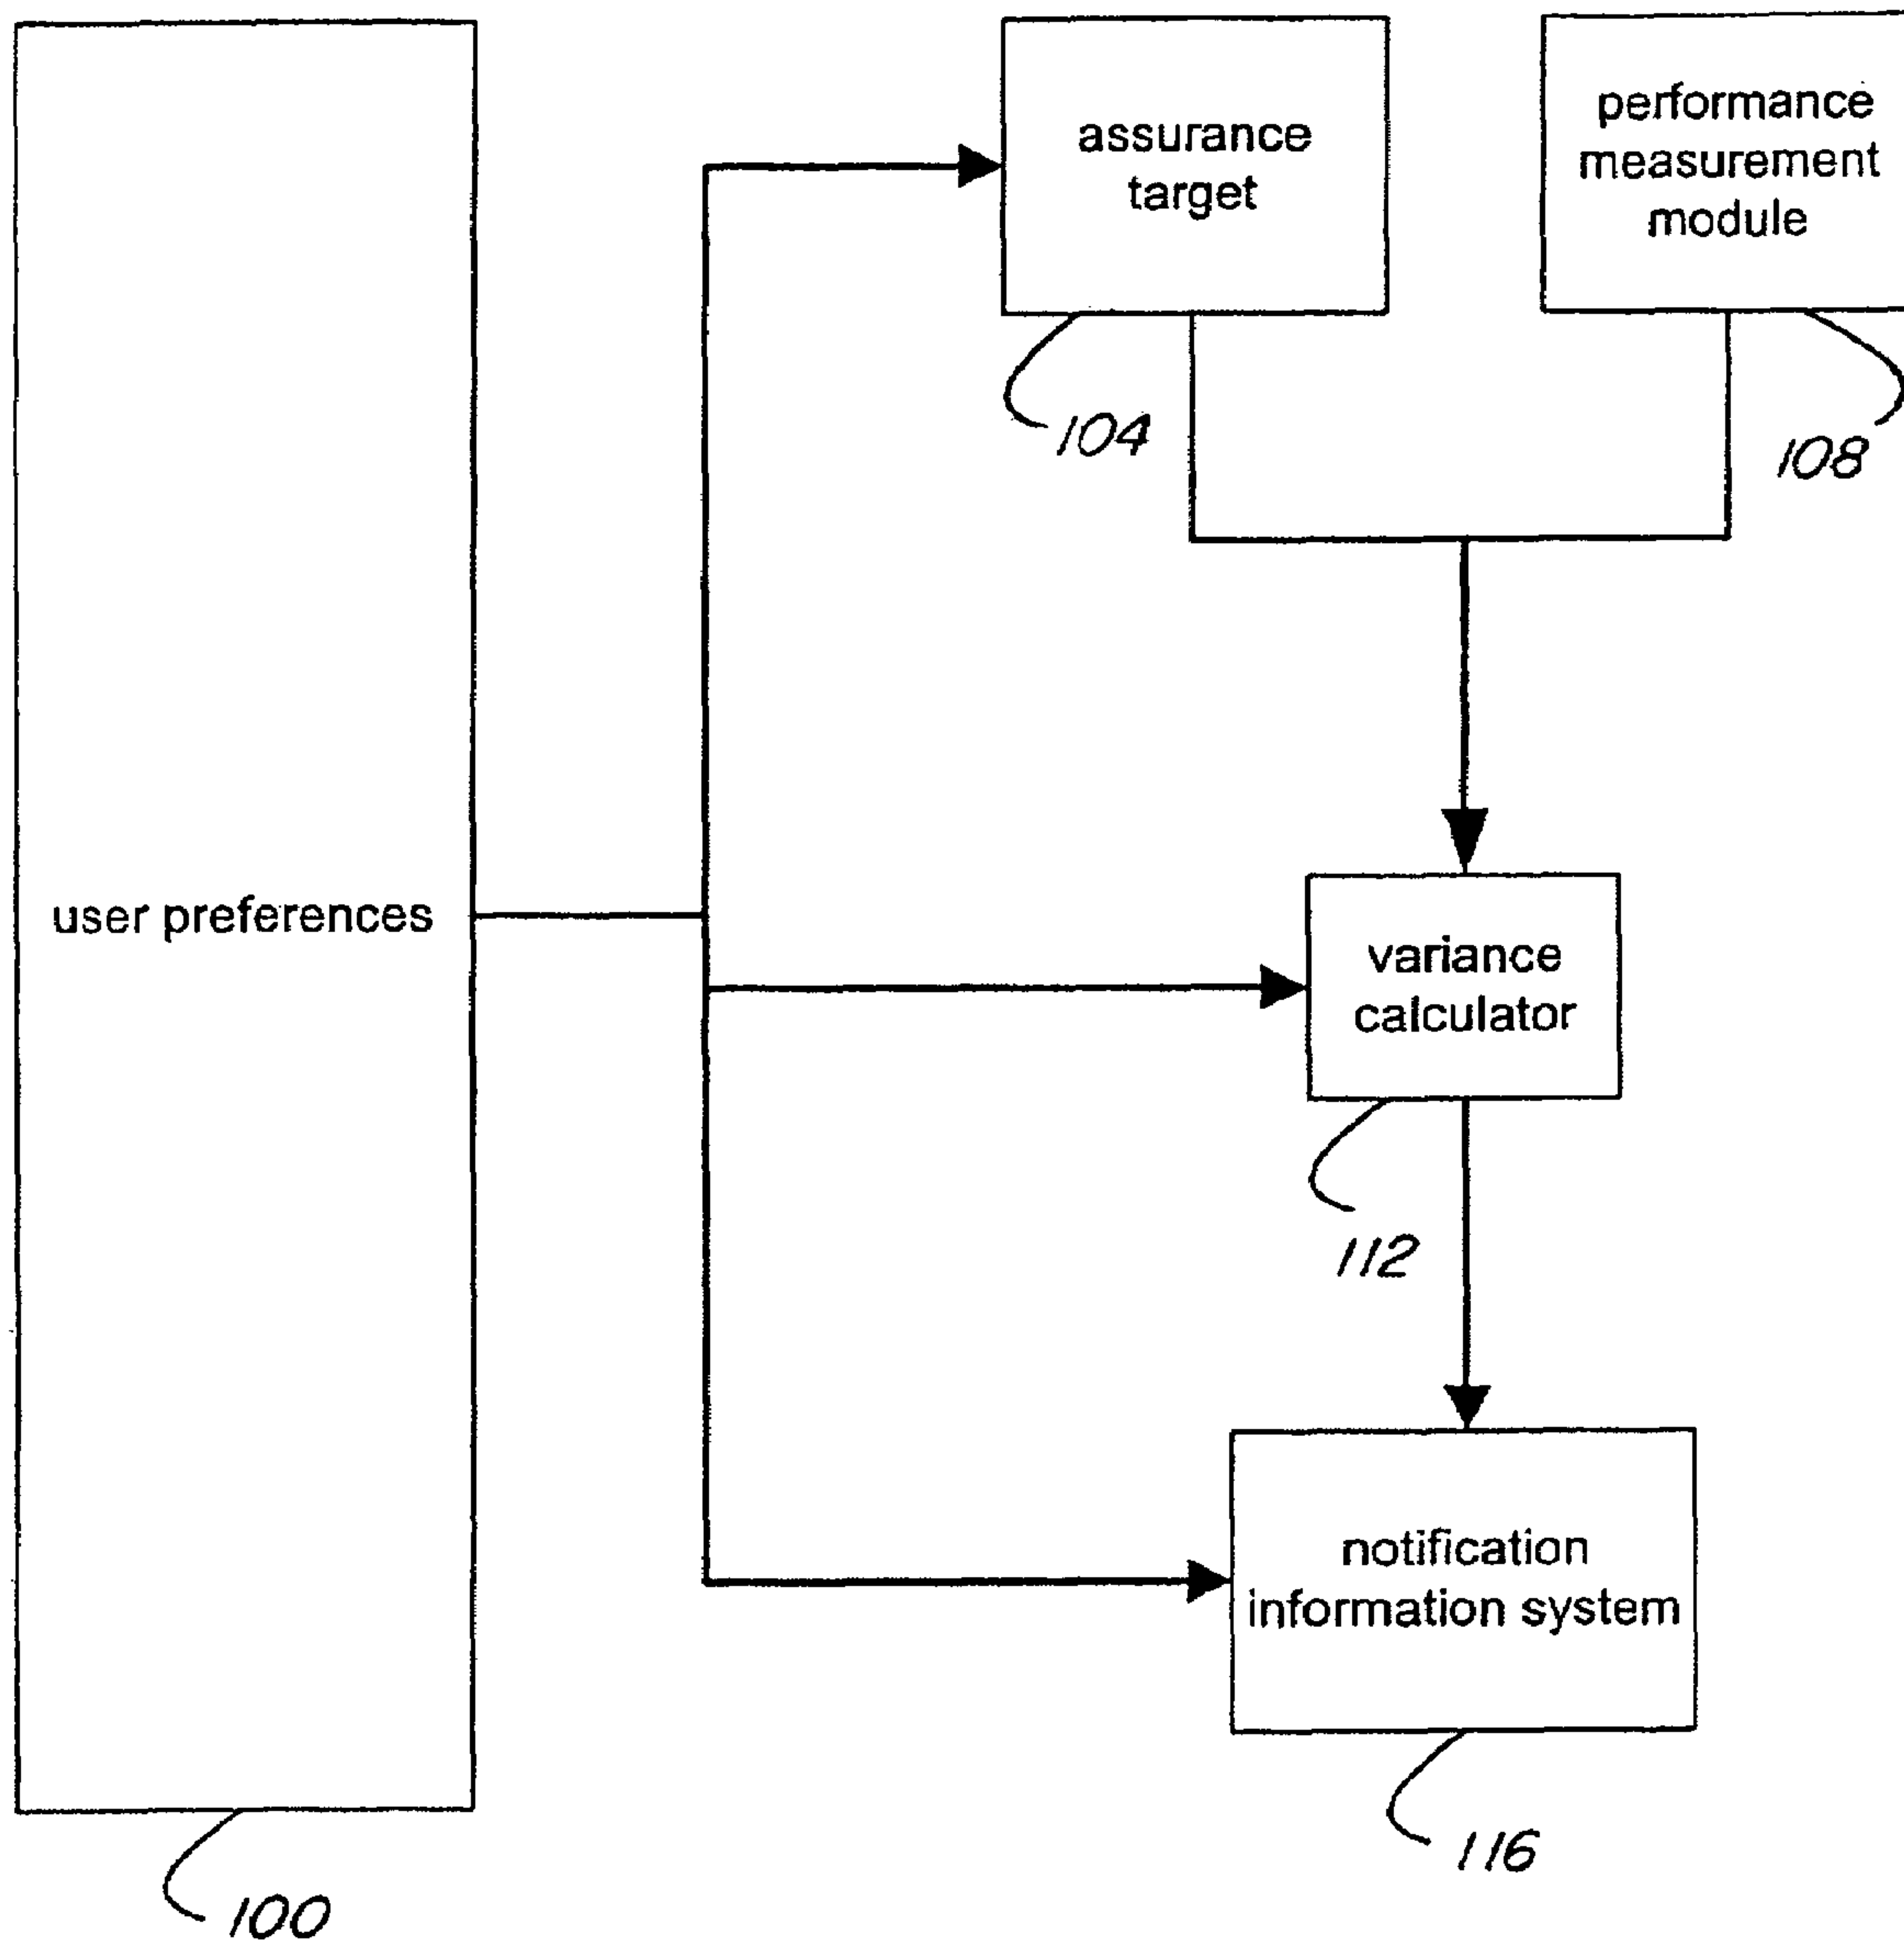 assurance
target
performance
measurement
module
104
108
user preferences
variance
calculator
112
notification
information system
116
100